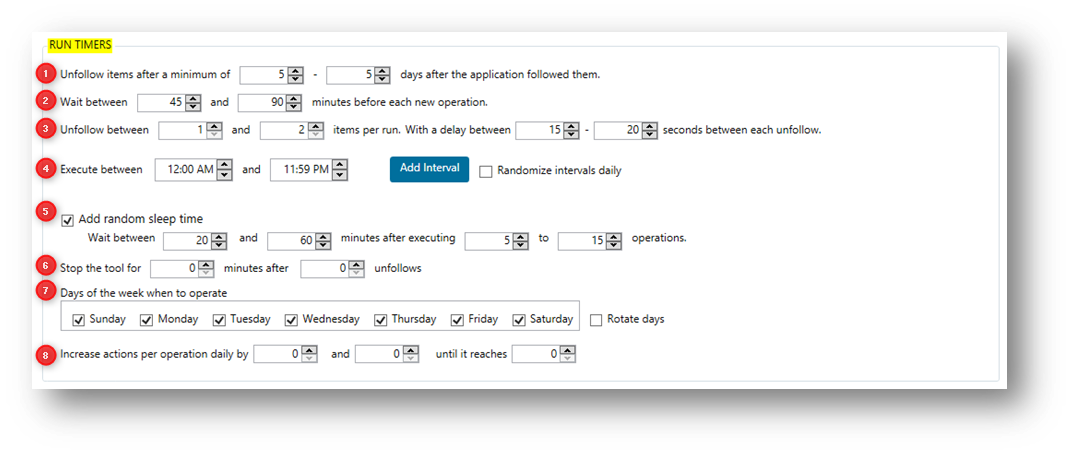 RUN TIMERS
1 Unfollow items after a minimum of 5 - 5 days after the application followed them.
2 Wait between 45 and 90 minutes before each new operation.
3 Unfollow between 1 and 2 items per run. With a delay between 15 - 20 seconds between each unfollow.
4 Execute between 12:00 AM and 11:59 PM Add Interval Randomize intervals daily
5 Add random sleep time
Wait between 20 and 60 minutes after executing 5 to 15 operations.
6 Stop the tool for 0 minutes after 0 unfollows
7 Days of the week when to operate
Sunday Monday Tuesday Wednesday Thursday Friday Saturday Rotate days
8 Increase actions per operation daily by 0 and 0 until it reaches 0